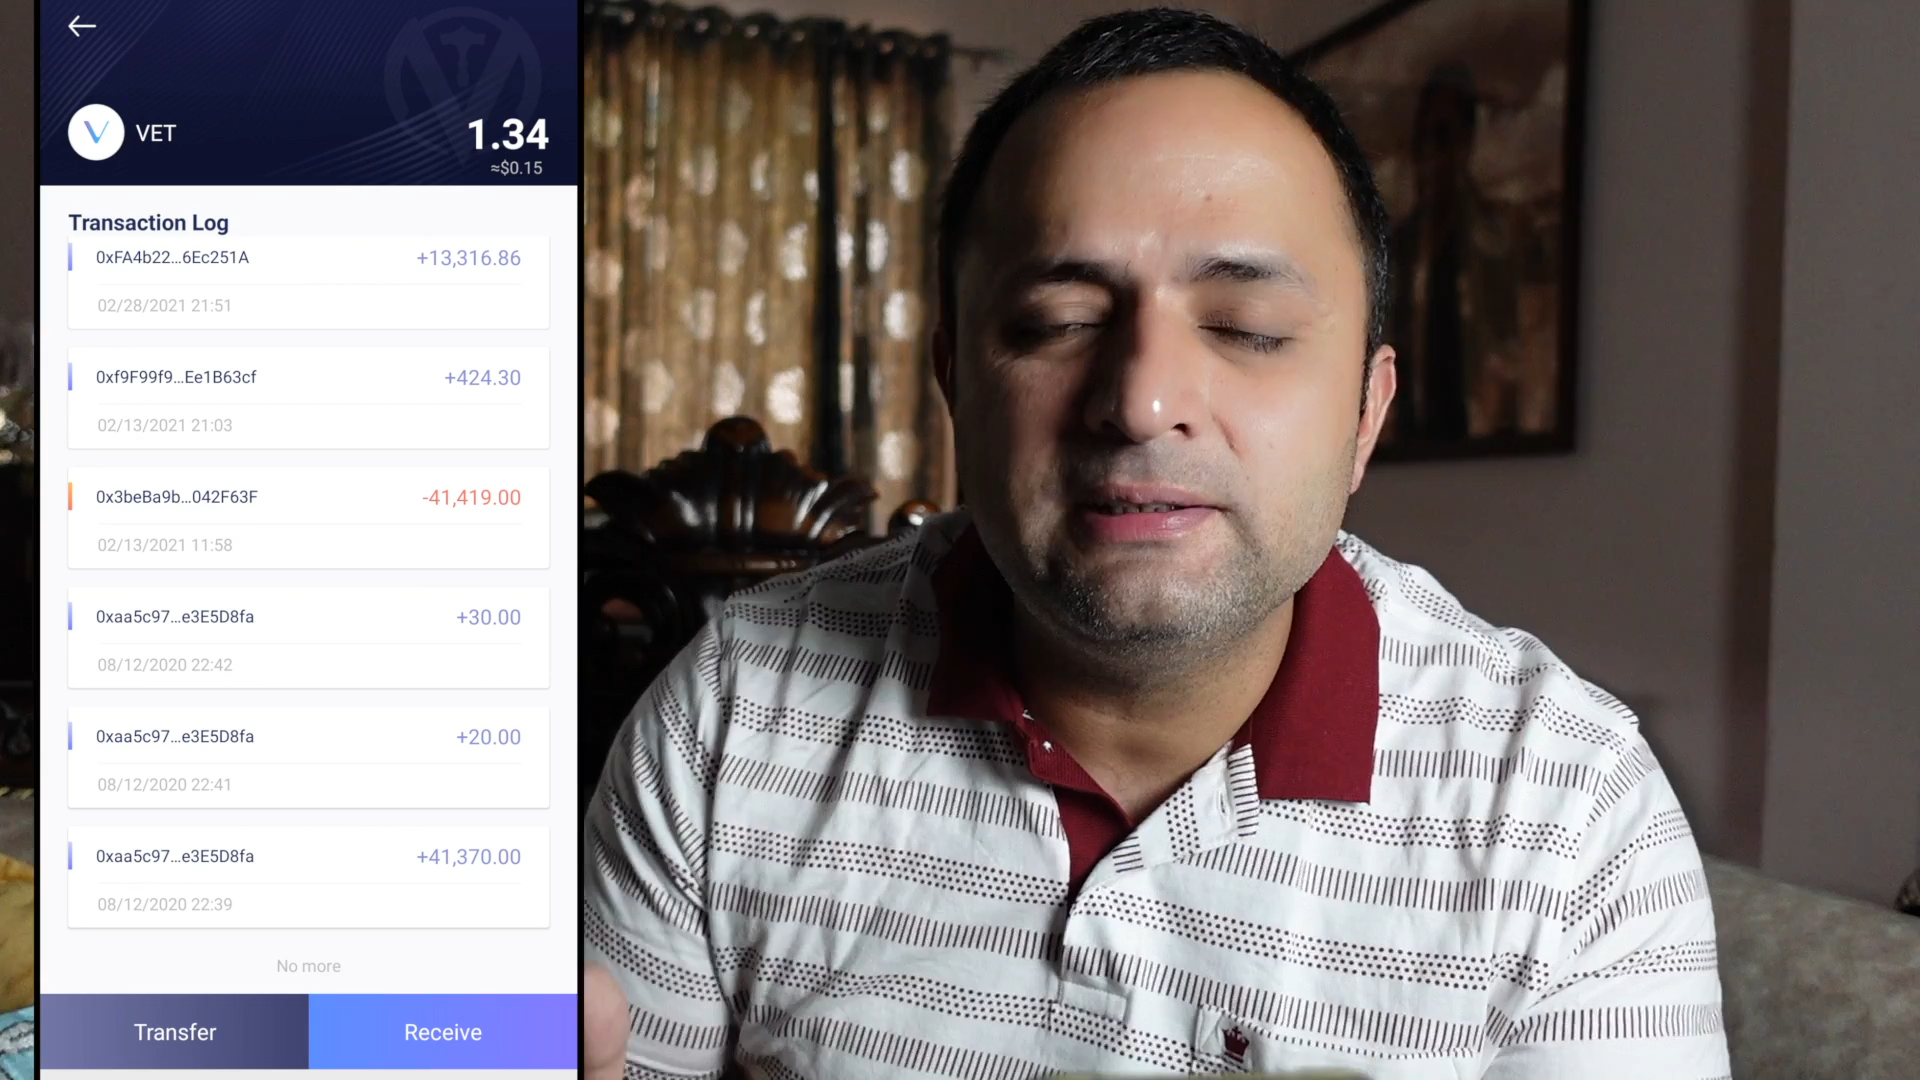 VET
1.34
≈$0.15
Transaction Log
0xFA4b22...6Ec251A
+13,316.86
02/28/2021 21:51
0xf9F99f9...Ee1B63cf
+424.30
02/13/2021 21:03
0x3beBa9b...042F63F
-41,419.00
02/13/2021 11:58
0xaa5c97...e3E5D8fa
+30.00
08/12/2020 22:42
0xaa5c97...e3E5D8fa
+20.00
08/12/2020 22:41
0xaa5c97...e3E5D8fa
+41,370.00
08/12/2020 22:39
No more
Transfer
Receive